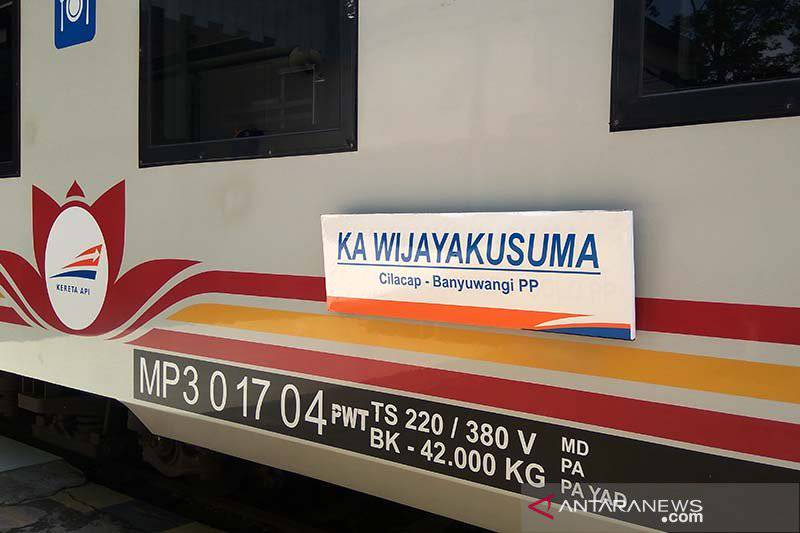 KERETA API
KA WIJAYAKUSUMA
Cilacap - Banyuwangi PP
MP3 0 17 04 PWT
TS 220 / 380 V
BK - 42.000 KG
MD
PA
PA YAD
ANTARANEWS
.com